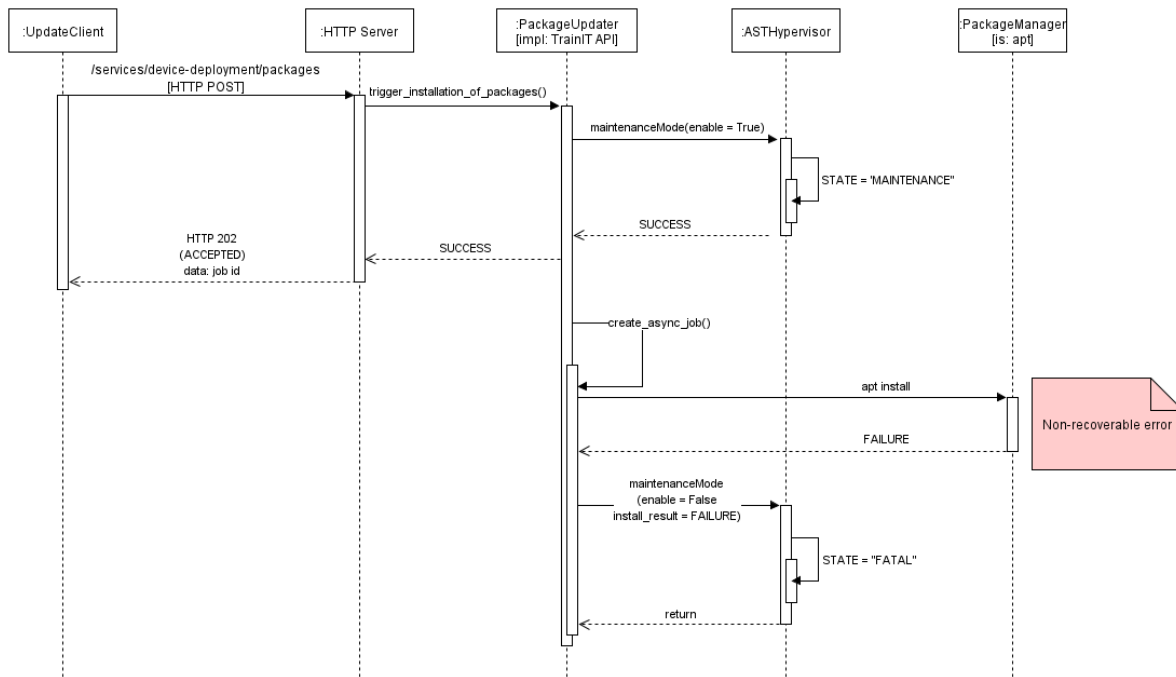 :UpdateClient
:HTTP Server
:PackageUpdater
[impl: TrainIT API]
:ASTHypervisor
:PackageManager
[is: apt]
/services/device-deployment/packages
[HTTP POST]
trigger_installation_of_packages()
maintenanceMode(enable = True)
STATE = 'MAINTENANCE"
SUCCESS
SUCCESS
HTTP 202
(ACCEPTED)
data: job id
create_async_job()
apt install
Non-recoverable error
FAILURE
maintenanceMode
(enable = False
install_result = FAILURE)
STATE = "FATAL"
return